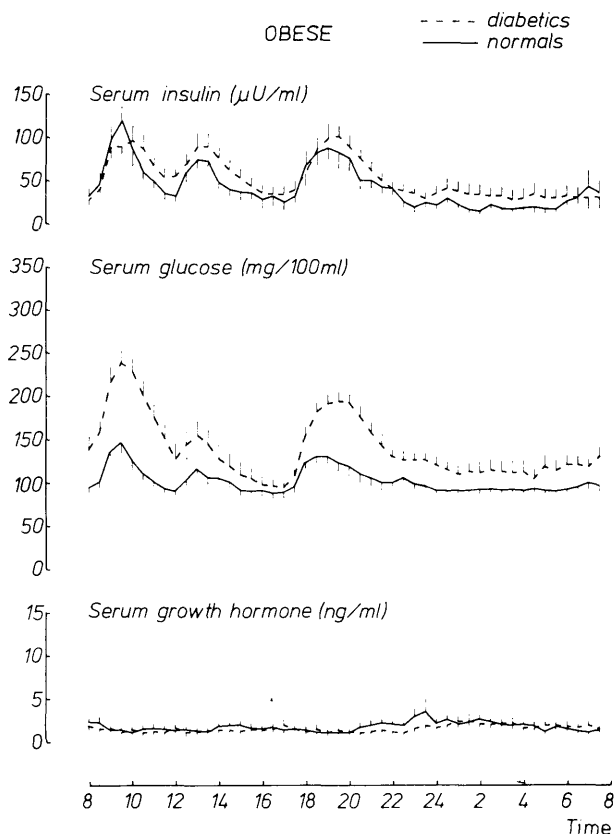 OBESE
diabetics
normals
Serum insulin (μU/ml)
150
100
50
0
Serum glucose (mg/100ml)
350
300
250
200
150
100
50
0
Serum growth hormone (ng/ml)
15
10
5
0
8 10 12 14 16 18 20 22 24 2 4 6 8
Time